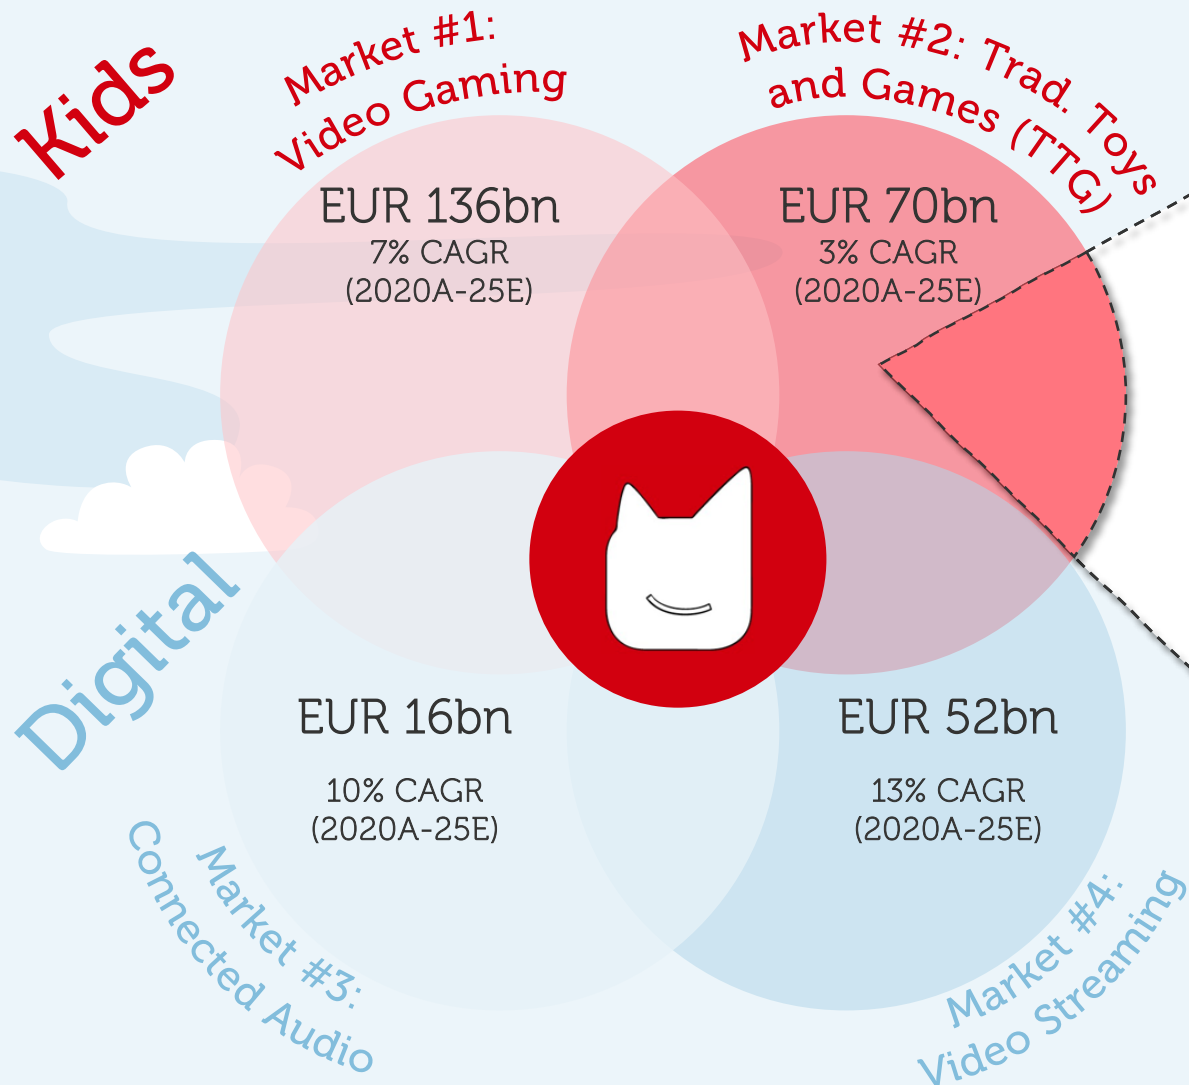 Kids
Market #1:
Video Gaming
Market #2: Trad. Toys
and Games (TTG)
EUR 136bn
7% CAGR
(2020A-25E)
EUR 70bn
3% CAGR
(2020A-25E)
Digital
EUR 16bn
10% CAGR
(2020A-25E)
EUR 52bn
13% CAGR
(2020A-25E)
Market #3:
Connected Audio
Market #4:
Video Streaming